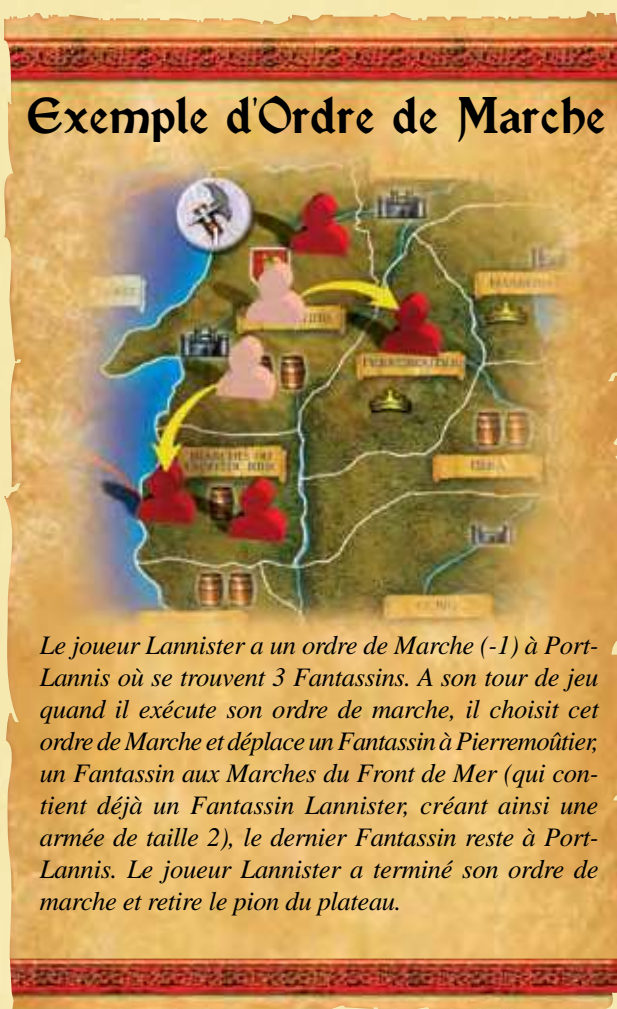 Exemple d'Ordre de Marche
PIERREMOÛTIER
MARCHES DU
Le joueur Lannister a un ordre de Marche (-1) à Port-
Lannis où se trouvent 3 Fantassins. A son tour de jeu
quand il exécute son ordre de marche, il choisit cet
ordre de Marche et déplace un Fantassin à Pierremoûtier,
un Fantassin aux Marches du Front de Mer (qui con-
tient déjà un Fantassin Lannister, créant ainsi une
armée de taille 2), le dernier Fantassin reste à Port-
Lannis. Le joueur Lannister a terminé son ordre de
marche et retire le pion du plateau.